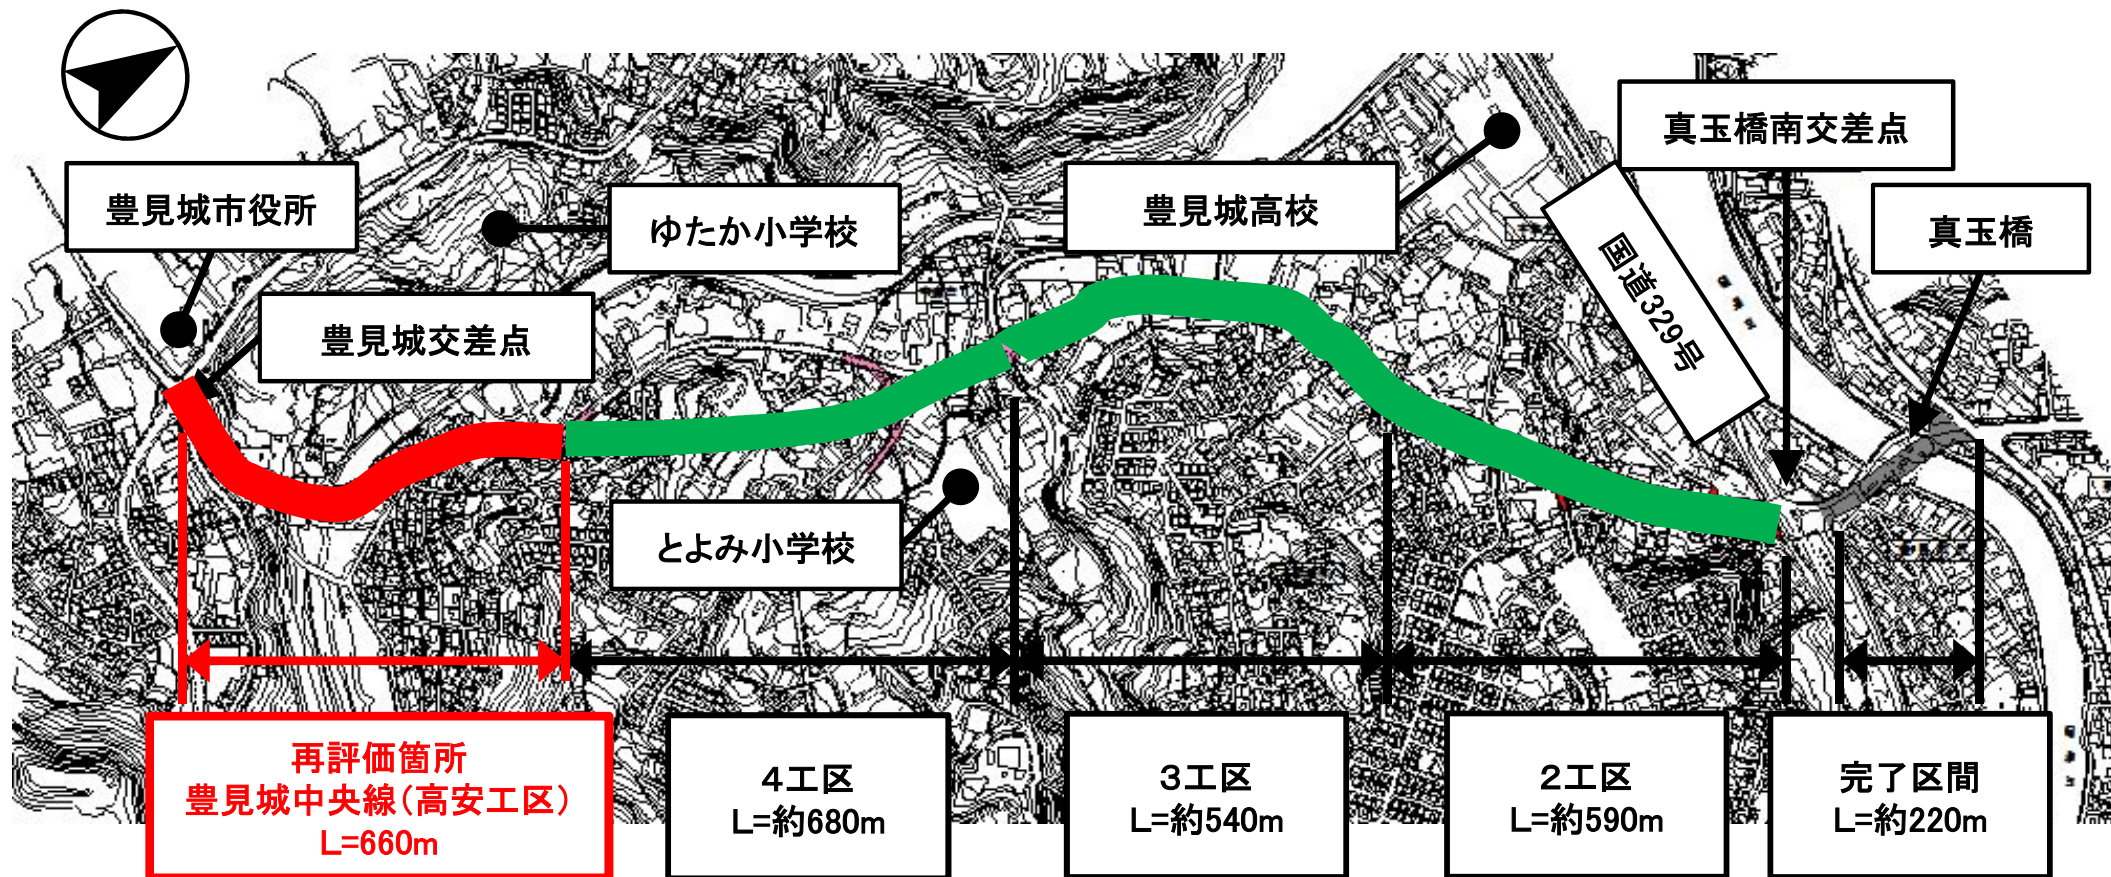 豊見城市役所
豊見城交差点
ゆたか小学校
とよみ小学校
豊見城高校
国道329号
真玉橋南交差点
真玉橋
再評価箇所
豊見城中央線(高安工区)
L=660m
4工区
L=約680m
3工区
L=約540m
2工区
L=約590m
完了区間
L=約220m